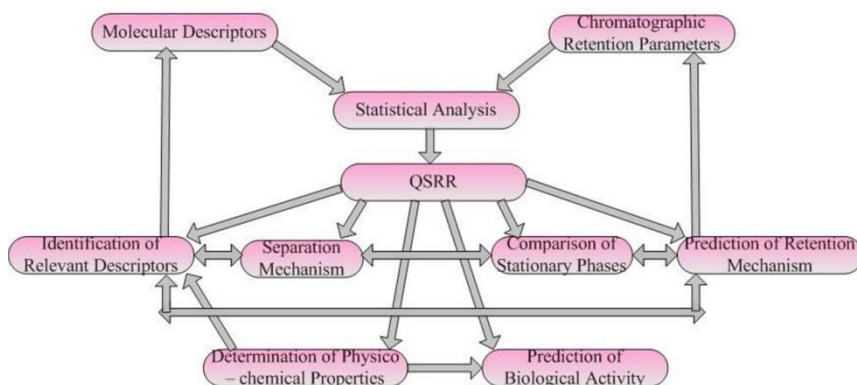 Molecular Descriptors
Chromatographic
Retention Parameters
Statistical Analysis
QSRR
Identification of
Relevant Descriptors
Separation
Mechanism
Comparison of
Stationary Phases
Prediction of Retention
Mechanism
Determination of Physico
– chemical Properties
Prediction of
Biological Activity